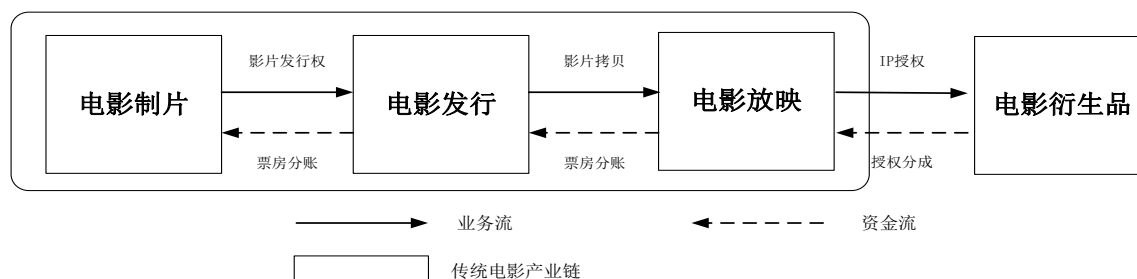 影片发行权
影片拷贝
IP授权
电影制片
电影发行
电影放映
电影衍生品
票房分账
票房分账
授权分成
业务流
资金流
传统电影产业链